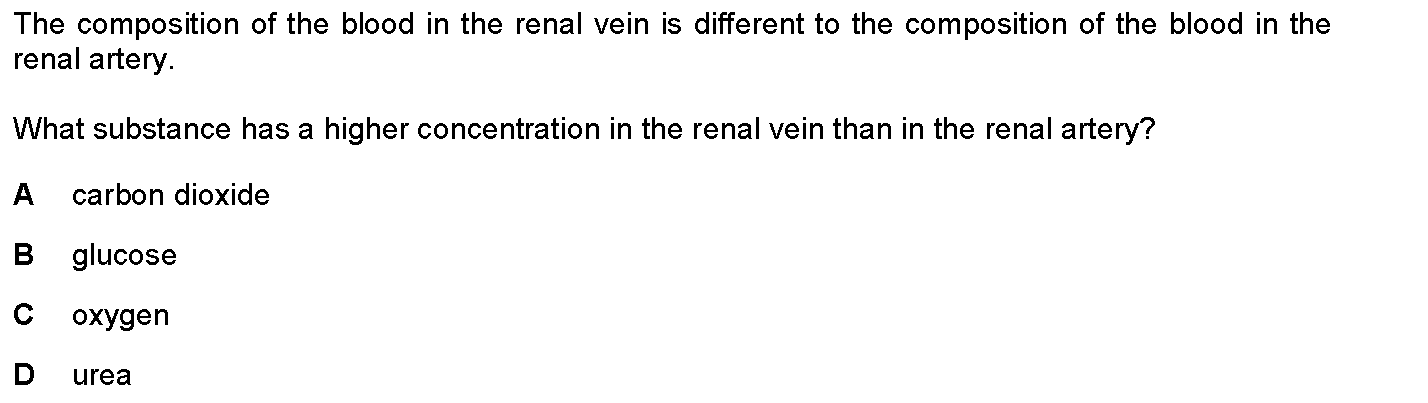 The composition of the blood in the renal vein is different to the composition of the blood in the
renal artery.
What substance has a higher concentration in the renal vein than in the renal artery?
A carbon dioxide
B glucose
C oxygen
D urea